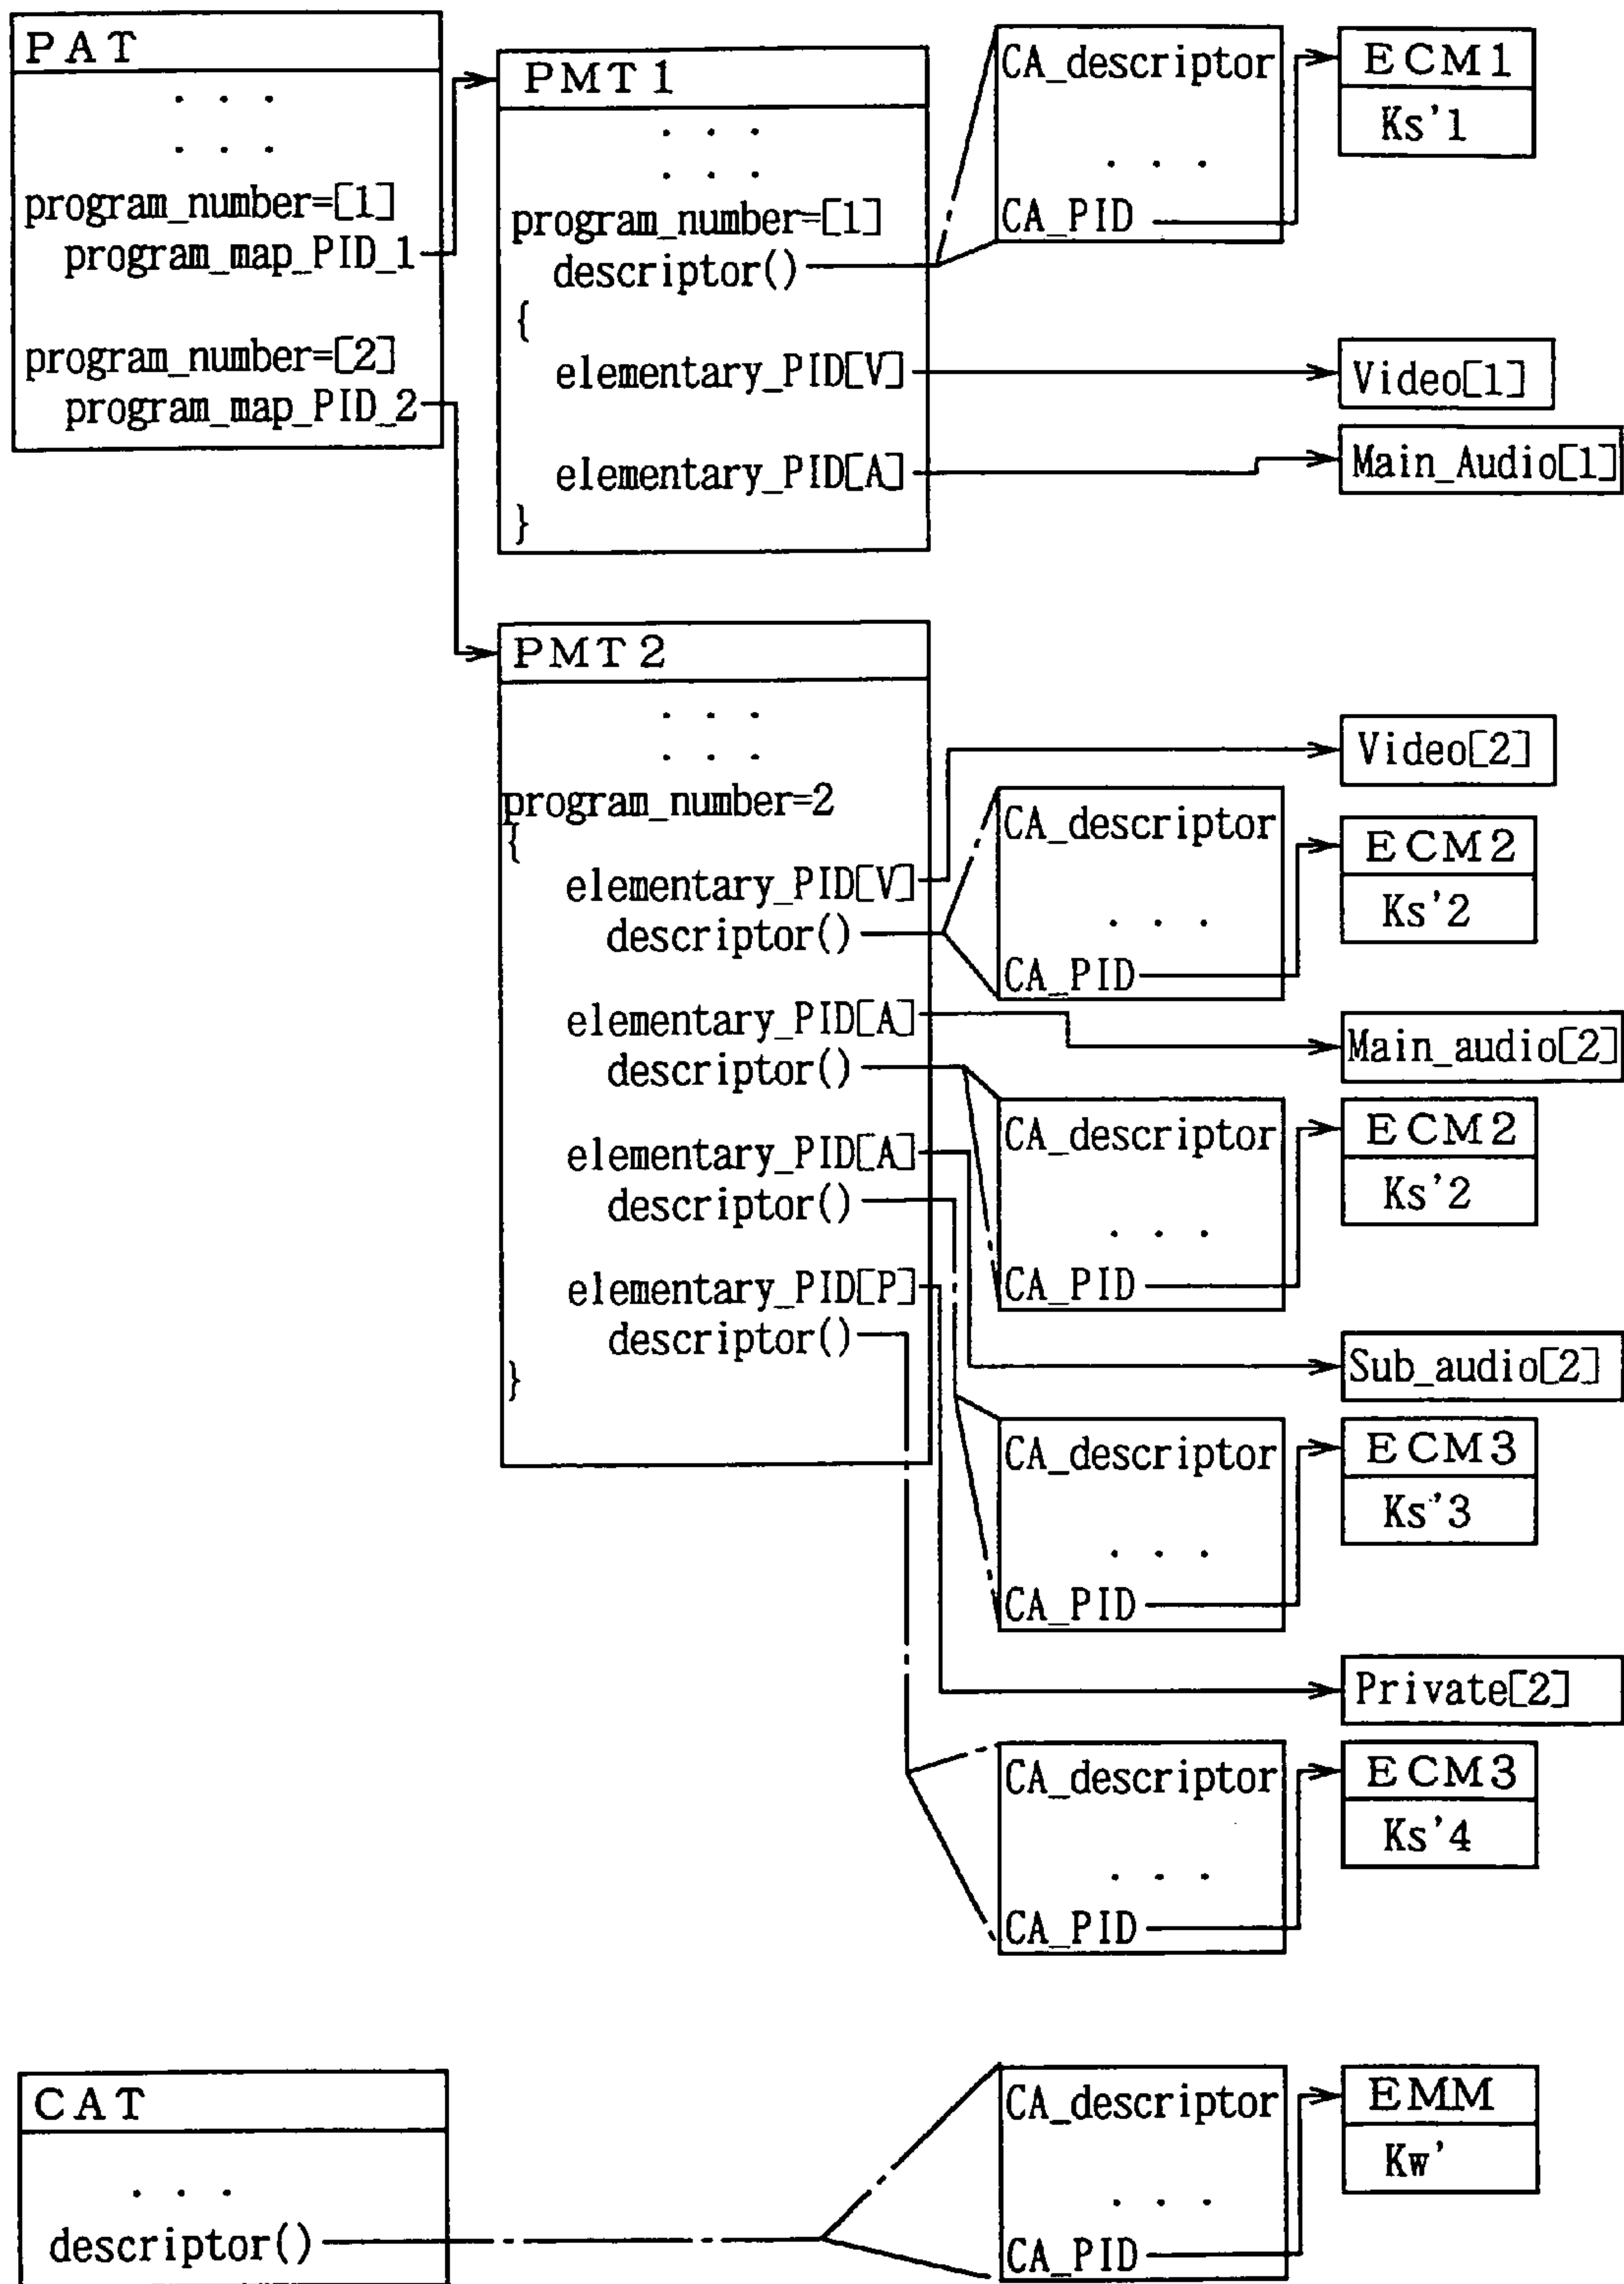 PAT
. . .
. . .
program_number=[1]
program_map_PID_1
program_number=[2]
program_map_PID_2
PMT1
. . .
. . .
program_number=[1]
descriptor()
{
elementary_PID[V]
elementary_PID[A]
}
CA_descriptor
. . .
CA_PID
ECM1
Ks'1
Video[1]
Main_Audio[1]
PMT2
. . .
. . .
program_number=2
{
elementary_PID[V]
descriptor()
elementary_PID[A]
descriptor()
elementary_PID[A]
descriptor()
elementary_PID[P]
descriptor()
}
Video[2]
CA_descriptor
. . .
CA_PID
ECM2
Ks'2
Main_audio[2]
CA_descriptor
. . .
CA_PID
ECM2
Ks'2
Sub_audio[2]
CA_descriptor
. . .
CA_PID
ECM3
Ks'3
Private[2]
CA_descriptor
. . .
CA_PID
ECM3
Ks'4
CAT
. . .
descriptor()
CA_descriptor
. . .
CA_PID
EMM
Kw'